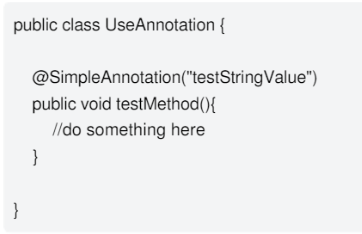 public class UseAnnotation {
@SimpleAnnotation("testStringValue")
public void testMethod(){
//do something here
}
}